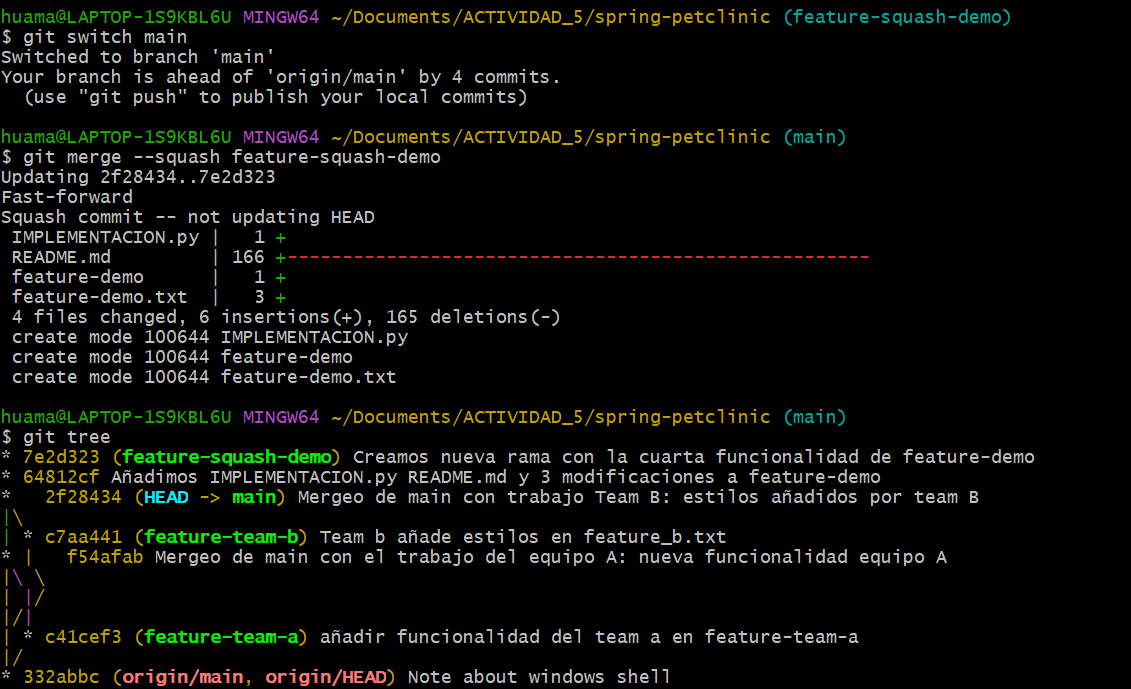 huama@LAPTOP-1S9KBL6U MINGW64 ~/Documents/ACTIVIDAD_5/spring-petclinic (feature-squash-demo)
$ git switch main
Switched to branch 'main'
Your branch is ahead of 'origin/main' by 4 commits.
  (use "git push" to publish your local commits)

huama@LAPTOP-1S9KBL6U MINGW64 ~/Documents/ACTIVIDAD_5/spring-petclinic (main)
$ git merge --squash feature-squash-demo
Updating 2f28434..7e2d323
Fast-forward
Squash commit -- not updating HEAD
 IMPLEMENTACION.py |   1 +
 README.md         | 166 +-----------------------------------------------------
 feature-demo      |   1 +
 feature-demo.txt  |   3 +
 4 files changed, 6 insertions(+), 165 deletions(-)
 create mode 100644 IMPLEMENTACION.py
 create mode 100644 feature-demo
 create mode 100644 feature-demo.txt

huama@LAPTOP-1S9KBL6U MINGW64 ~/Documents/ACTIVIDAD_5/spring-petclinic (main)
$ git tree
* 7e2d323 (feature-squash-demo) Creamos nueva rama con la cuarta funcionalidad de feature-demo
* 64812cf Añadimos IMPLEMENTACION.py README.md y 3 modificaciones a feature-demo
*   2f28434 (HEAD -> main) Mergeo de main con trabajo Team B: estilos añadidos por team B
|\
| * c7aa441 (feature-team-b) Team b añade estilos en feature_b.txt
* |   f54afab Mergeo de main con el trabajo del equipo A: nueva funcionalidad equipo A
|\ \
| |/
|/|
| * c41cef3 (feature-team-a) añadir funcionalidad del team a en feature-team-a
|/
* 332abbc (origin/main, origin/HEAD) Note about windows shell